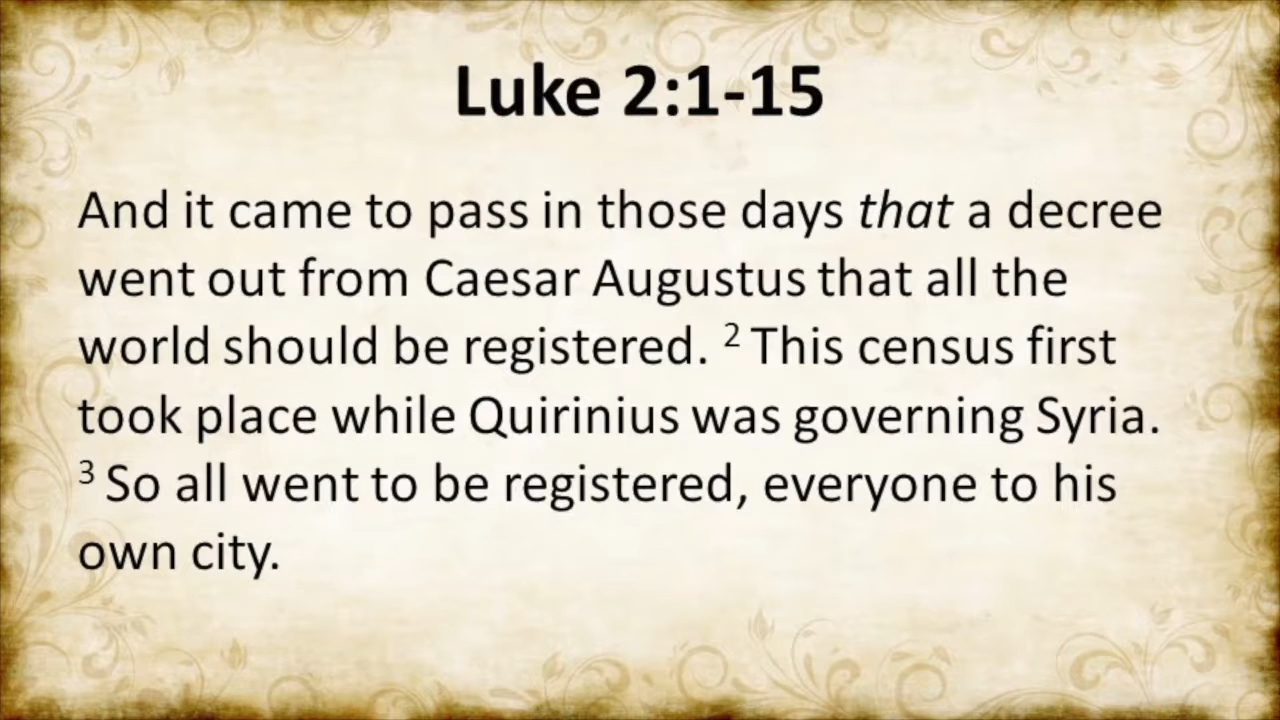 Luke 2:1-15
And it came to pass in those days that a decree
went out from Caesar Augustus that all the
world should be registered. 2 This census first
took place while Quirinius was governing Syria.
3 So all went to be registered, everyone to his
own city.